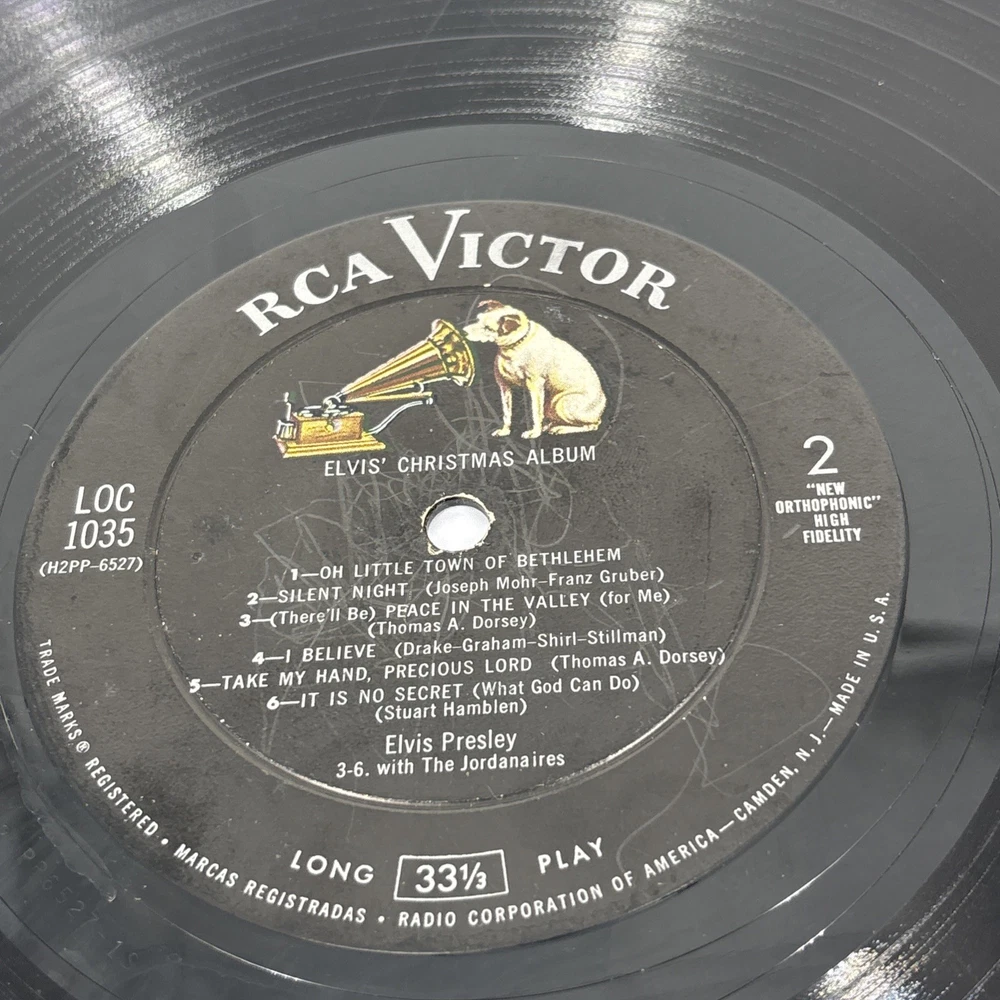 RCA VICTOR
ELVIS' CHRISTMAS ALBUM
LOC
1035
(H2PP-6527)
2
"NEW
ORTHOPHONIC"
HIGH
FIDELITY
1—OH LITTLE TOWN OF BETHLEHEM
2—SILENT NIGHT (Joseph Mohr-Franz Gruber)
3—(There'll Be) PEACE IN THE VALLEY (for Me)
(Thomas A. Dorsey)
4—I BELIEVE (Drake-Graham-Shirl-Stillman)
5—TAKE MY HAND, PRECIOUS LORD (Thomas A. Dorsey)
6—IT IS NO SECRET (What God Can Do)
(Stuart Hamblen)
Elvis Presley
3-6. with The Jordanaires
LONG 33⅓ PLAY
TRADE MARKS® REGISTERED • MARCAS REGISTRADAS • RADIO CORPORATION OF AMERICA—CAMDEN, N. J.—MADE IN U. S. A.